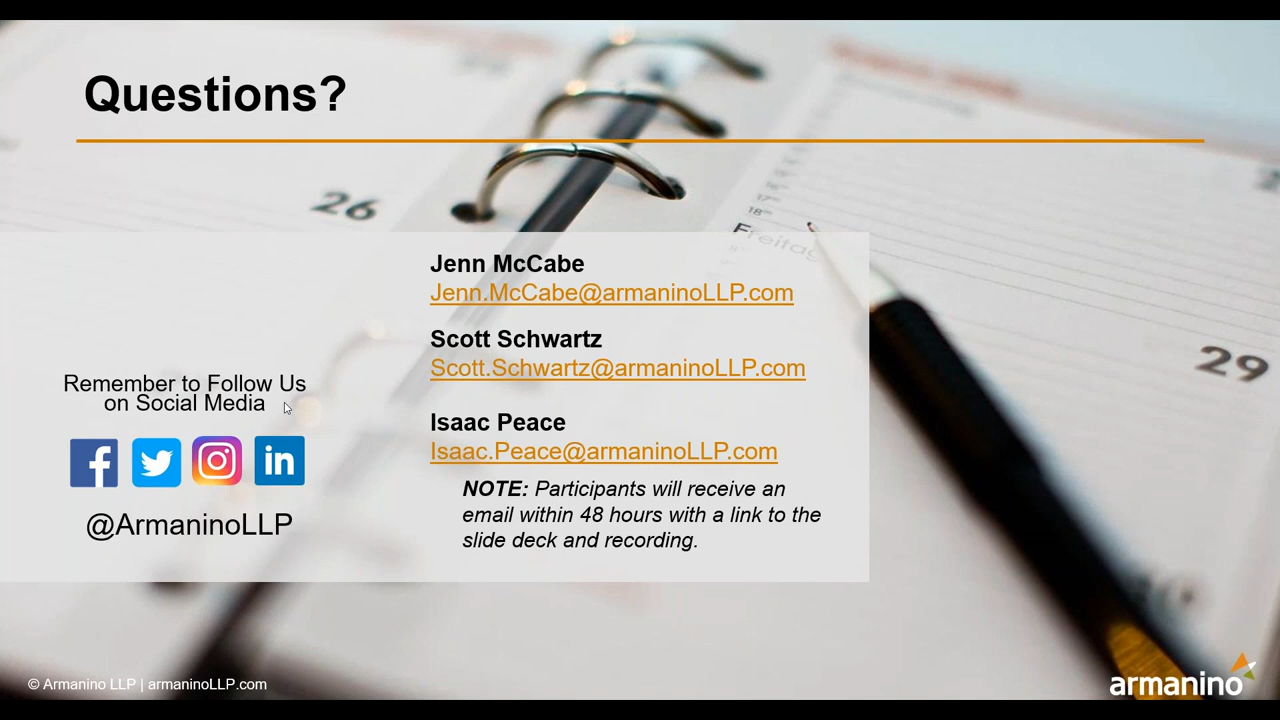 Questions?
26
18
Freitag
29
Jenn McCabe
Jenn.McCabe@armaninoLLP.com
Scott Schwartz
Scott.Schwartz@armaninoLLP.com
Isaac Peace
Isaac.Peace@armaninoLLP.com
NOTE: Participants will receive an
email within 48 hours with a link to the
slide deck and recording.
Remember to Follow Us
on Social Media
@ArmaninoLLP
© Armanino LLP | armaninoLLP.com
armanino